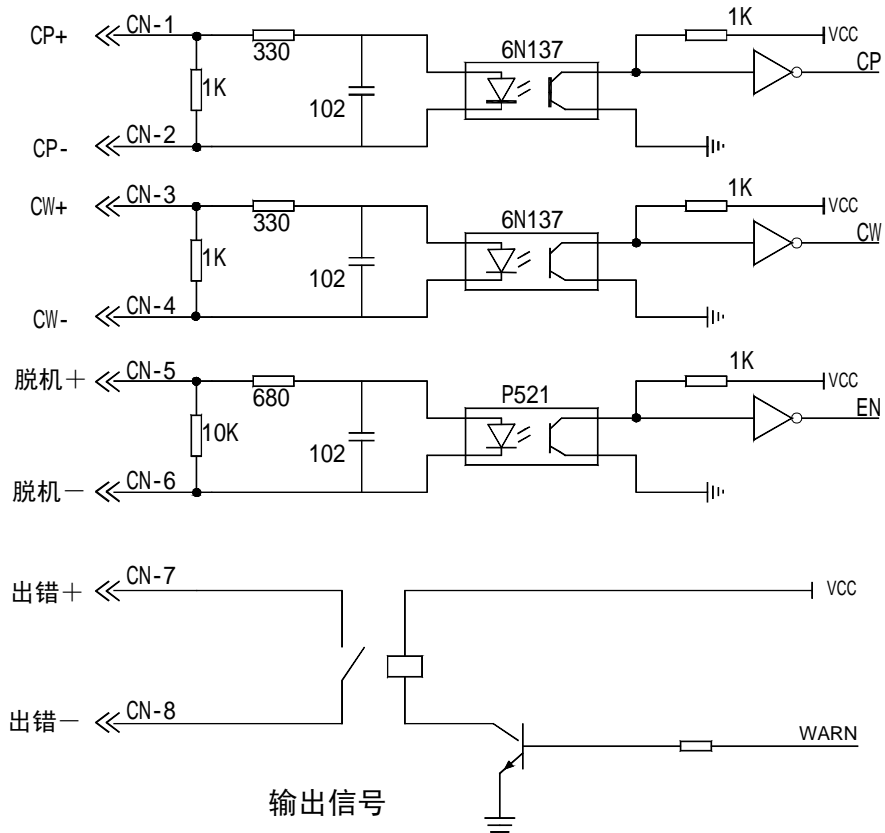 CP+ CN-1 330 6N137 1K VCC
1K 102 CP
CP- CN-2
CW+ CN-3 330 6N137 1K VCC
1K 102 CW
CW- CN-4
脱机＋ CN-5 680 P521 1K VCC
10K 102 EN
脱机－ CN-6
出错＋ CN-7 VCC
出错－ CN-8
WARN
输出信号